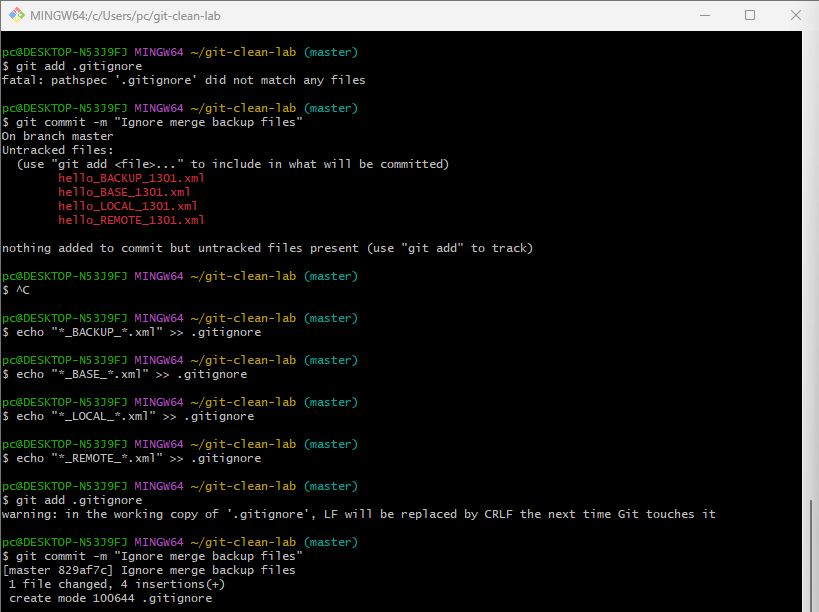 MINGW64:/c/Users/pc/git-clean-lab
pc@DESKTOP-N53J9FJ MINGW64 ~/git-clean-lab (master)
$ git add .gitignore
fatal: pathspec '.gitignore' did not match any files
pc@DESKTOP-N53J9FJ MINGW64 ~/git-clean-lab (master)
$ git commit -m "Ignore merge backup files"
On branch master
Untracked files:
(use "git add <file>..." to include in what will be committed)
hello_BACKUP_1301.xml
hello_BASE_1301.xml
hello_LOCAL_1301.xml
hello_REMOTE_1301.xml
nothing added to commit but untracked files present (use "git add" to track)
pc@DESKTOP-N53J9FJ MINGW64 ~/git-clean-lab (master)
$ ^C
pc@DESKTOP-N53J9FJ MINGW64 ~/git-clean-lab (master)
$ echo "*_BACKUP_*.xml" >> .gitignore
pc@DESKTOP-N53J9FJ MINGW64 ~/git-clean-lab (master)
$ echo "*_BASE_*.xml" >> .gitignore
pc@DESKTOP-N53J9FJ MINGW64 ~/git-clean-lab (master)
$ echo "*_LOCAL_*.xml" >> .gitignore
pc@DESKTOP-N53J9FJ MINGW64 ~/git-clean-lab (master)
$ echo "*_REMOTE_*.xml" >> .gitignore
pc@DESKTOP-N53J9FJ MINGW64 ~/git-clean-lab (master)
$ git add .gitignore
warning: in the working copy of '.gitignore', LF will be replaced by CRLF the next time Git touches it
pc@DESKTOP-N53J9FJ MINGW64 ~/git-clean-lab (master)
$ git commit -m "Ignore merge backup files"
[master 829af7c] Ignore merge backup files
1 file changed, 4 insertions(+)
create mode 100644 .gitignore